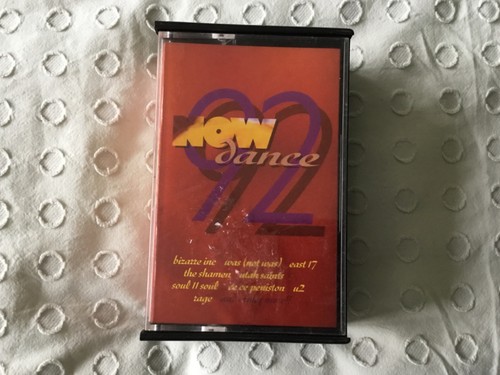 NOW
dance
92
bizarre inc was (not was) east 17
the shamen utah saints
soul II soul ce ce peniston u2
rage